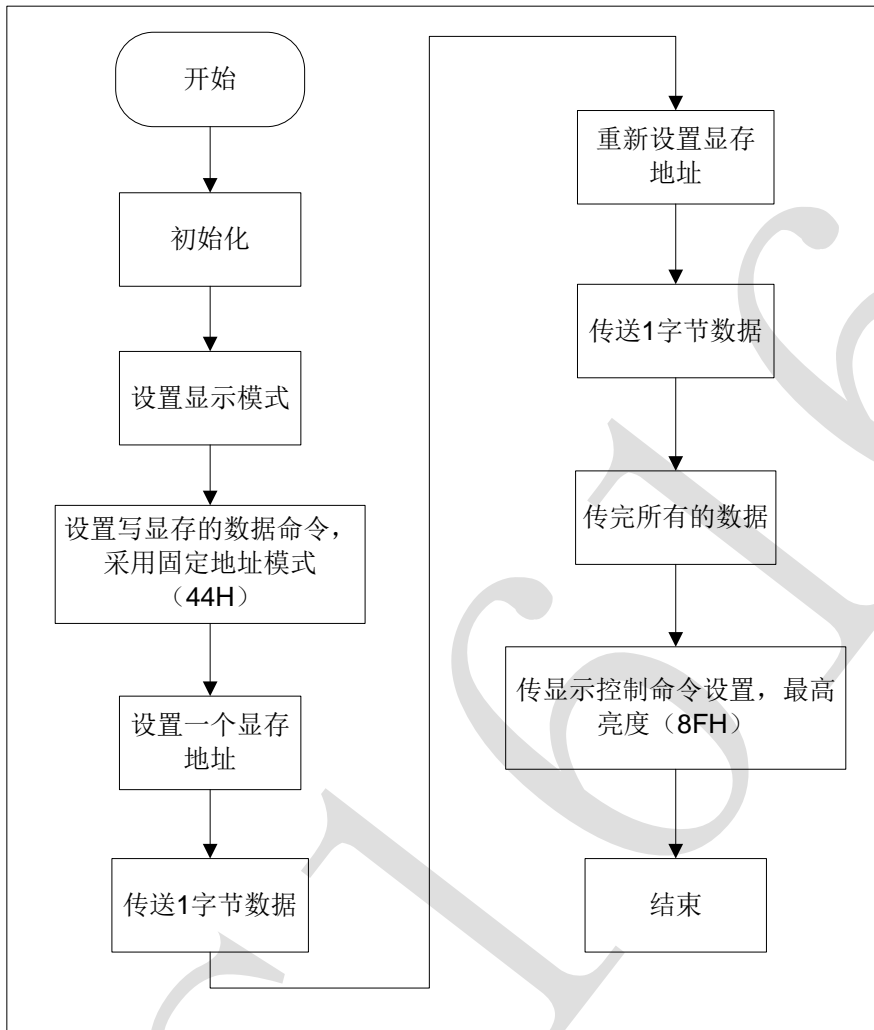 开始
初始化
设置显示模式
设置写显存的数据命令，
采用固定地址模式
（44H）
设置一个显存
地址
传送1字节数据
重新设置显存
地址
传送1字节数据
传完所有的数据
传显示控制命令设置，最高
亮度（8FH）
结束